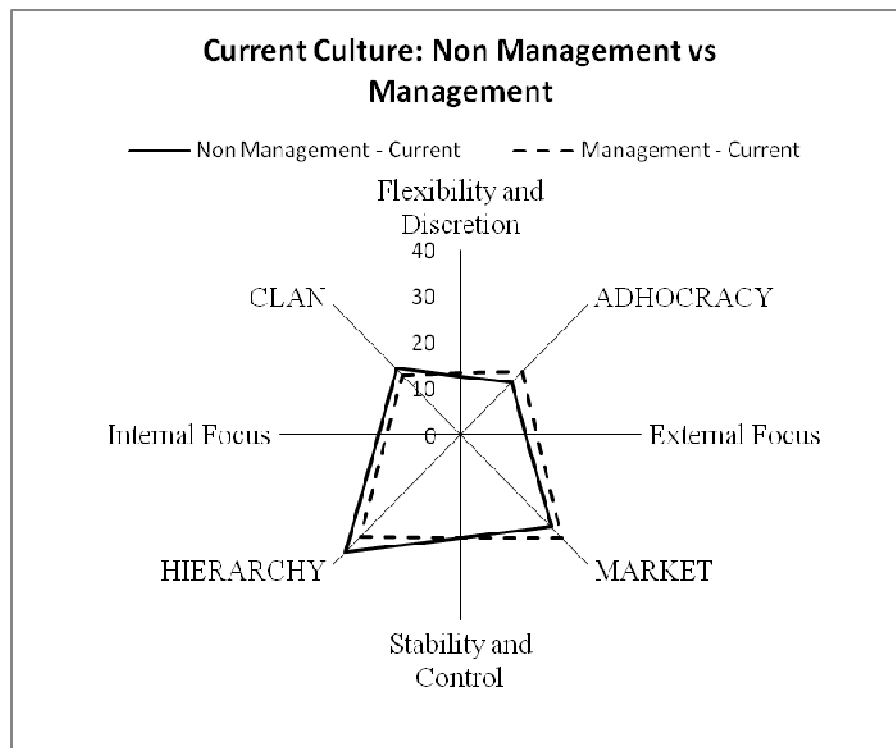 Current Culture: Non Management vs
Management
Non Management - Current
Management - Current
Flexibility and
Discretion
40
30
20
10
0
CLAN
ADHOCRACY
Internal Focus
External Focus
HIERARCHY
MARKET
Stability and
Control